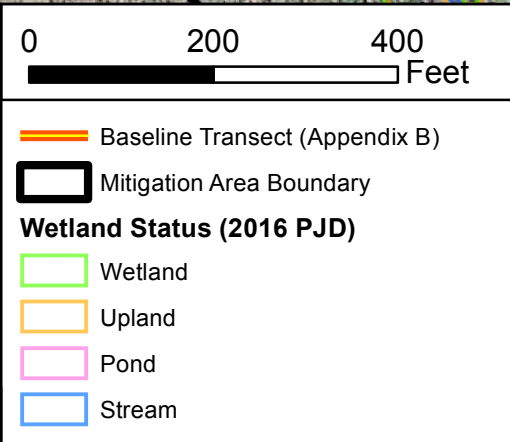 0 200 400
Feet
Baseline Transect (Appendix B)
Mitigation Area Boundary
Wetland Status (2016 PJD)
Wetland
Upland
Pond
Stream